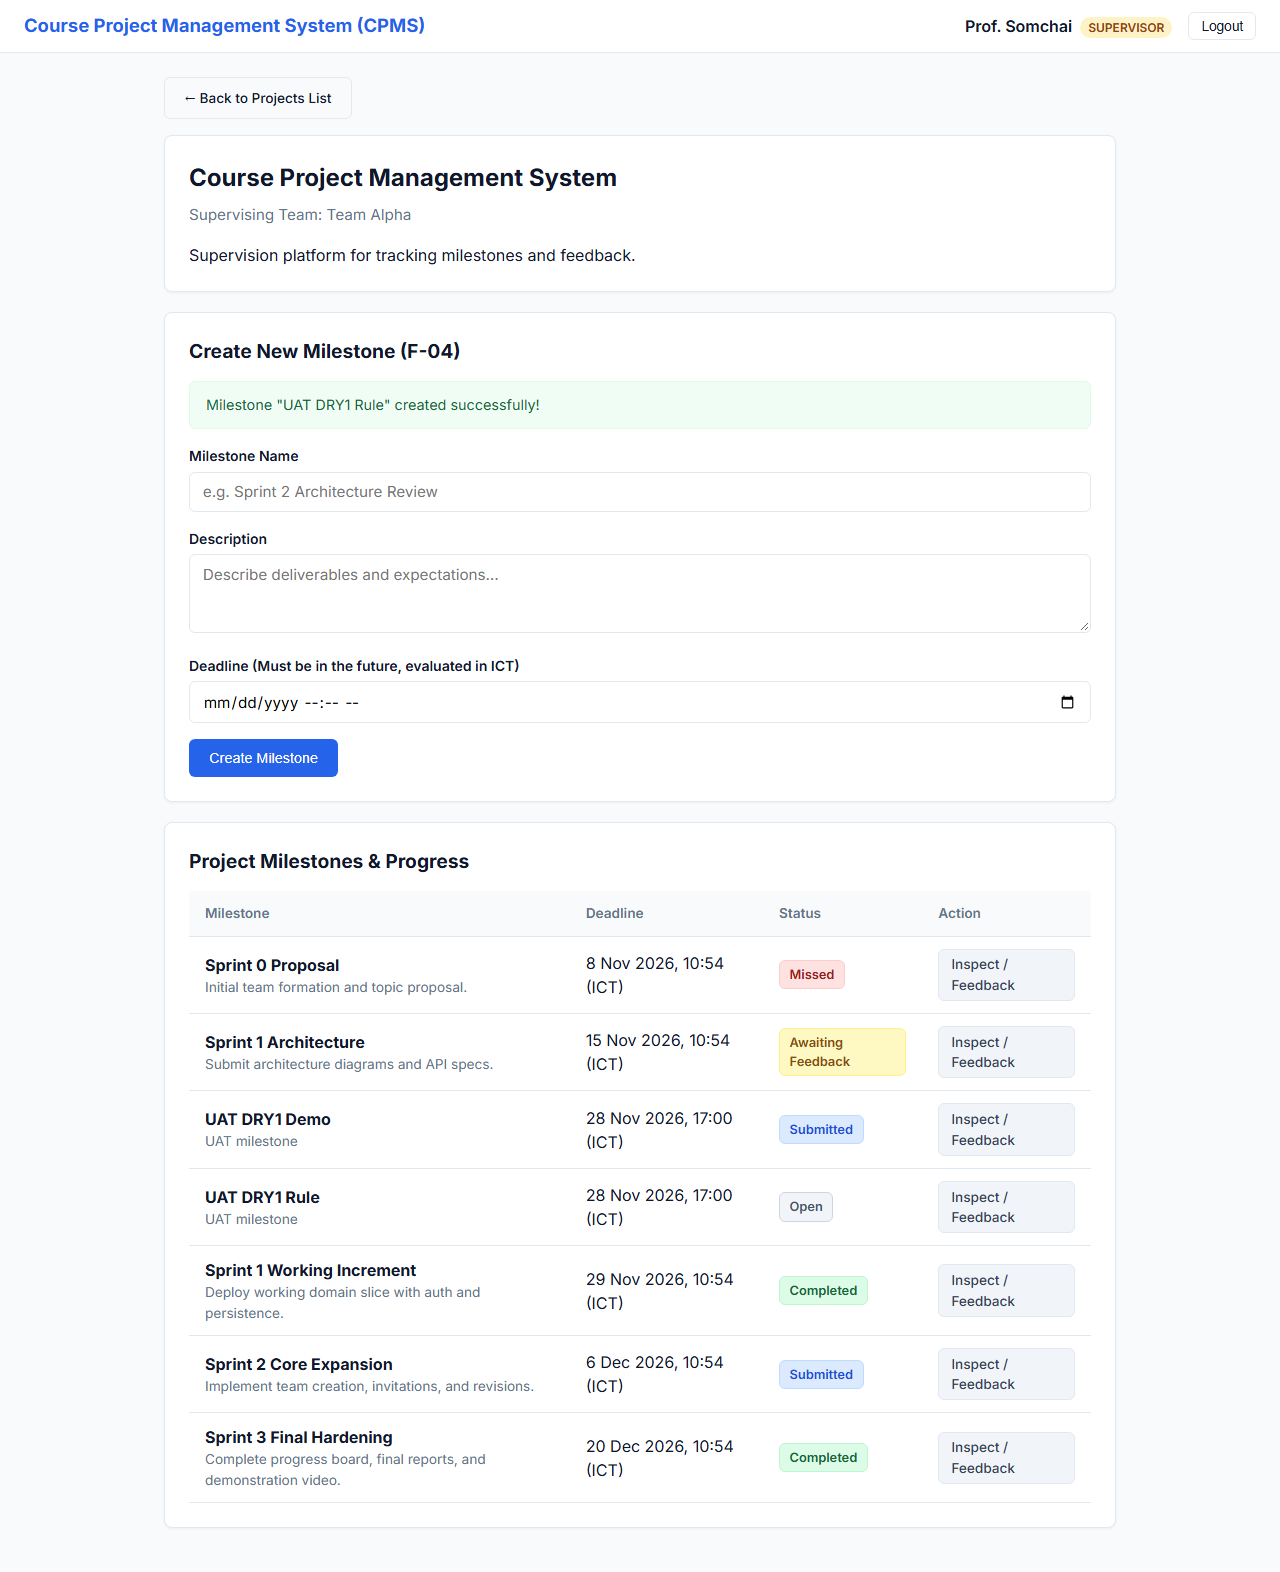 Course Project Management System (CPMS)
Prof. Somchai SUPERVISOR Logout
← Back to Projects List
Course Project Management System
Supervising Team: Team Alpha
Supervision platform for tracking milestones and feedback.
Create New Milestone (F-04)
Milestone "UAT DRY1 Rule" created successfully!
Milestone Name
e.g. Sprint 2 Architecture Review
Description
Describe deliverables and expectations...
Deadline (Must be in the future, evaluated in ICT)
mm/dd/yyyy --:-- --
Create Milestone
Project Milestones & Progress
Milestone Deadline Status Action
Sprint 0 Proposal
Initial team formation and topic proposal.
8 Nov 2026, 10:54
(ICT)
Missed
Inspect /
Feedback
Sprint 1 Architecture
Submit architecture diagrams and API specs.
15 Nov 2026, 10:54
(ICT)
Awaiting
Feedback
Inspect /
Feedback
UAT DRY1 Demo
UAT milestone
28 Nov 2026, 17:00
(ICT)
Submitted
Inspect /
Feedback
UAT DRY1 Rule
UAT milestone
28 Nov 2026, 17:00
(ICT)
Open
Inspect /
Feedback
Sprint 1 Working Increment
Deploy working domain slice with auth and
persistence.
29 Nov 2026, 10:54
(ICT)
Completed
Inspect /
Feedback
Sprint 2 Core Expansion
Implement team creation, invitations, and revisions.
6 Dec 2026, 10:54
(ICT)
Submitted
Inspect /
Feedback
Sprint 3 Final Hardening
Complete progress board, final reports, and
demonstration video.
20 Dec 2026, 10:54
(ICT)
Completed
Inspect /
Feedback